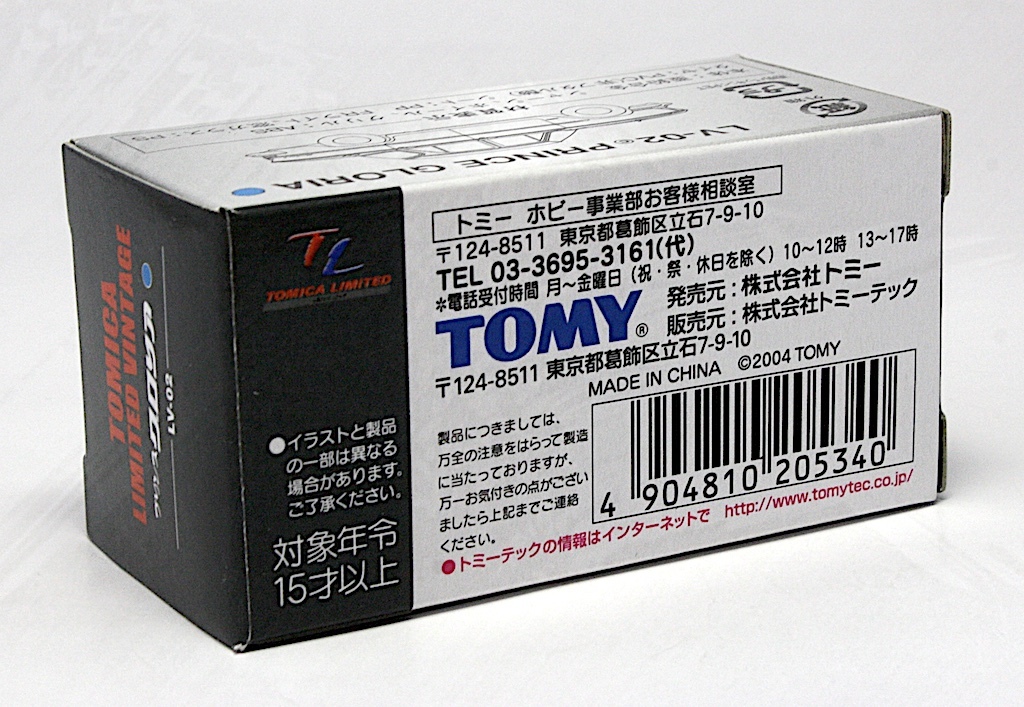 LV-02 PRINCE GLORIA
TL
TOMICA LIMITED
TOMICA
LIMITED VINTAGE
●イラストと製品
の一部は異なる
場合があります。
ご了承ください。
対象年令
15才以上
トミー ホビー事業部お客様相談室
〒124-8511 東京都葛飾区立石7-9-10
TEL 03-3695-3161(代)
*電話受付時間 月~金曜日(祝・祭・休日を除く)10~12時 13~17時
TOMY®
発売元:株式会社トミー
販売元:株式会社トミーテック
〒124-8511 東京都葛飾区立石7-9-10
MADE IN CHINA ©2004 TOMY
製品につきましては、
万全の注意をはらって製造
に当たっておりますが、
万一お気付きの点がござい
ましたら上記までご連絡
ください。
4 904810 205340
●トミーテックの情報はインターネットで http://www.tomytec.co.jp/